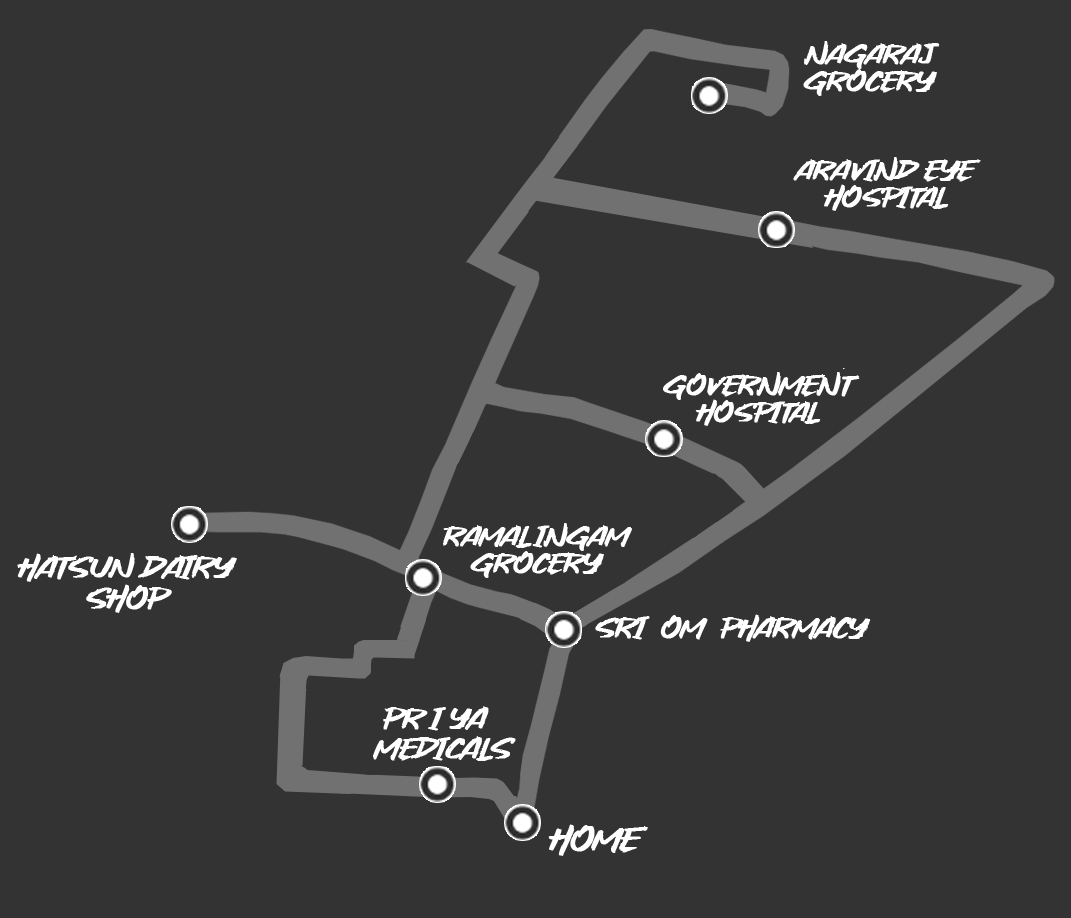 NAGARAJ
GROCERY
ARAVIND EYE
HOSPITAL
GOVERNMENT
HOSPITAL
RAMALINGAM
GROCERY
HATSUN DAIRY
SHOP
SRI OM PHARMACY
PRIYA
MEDICALS
HOME